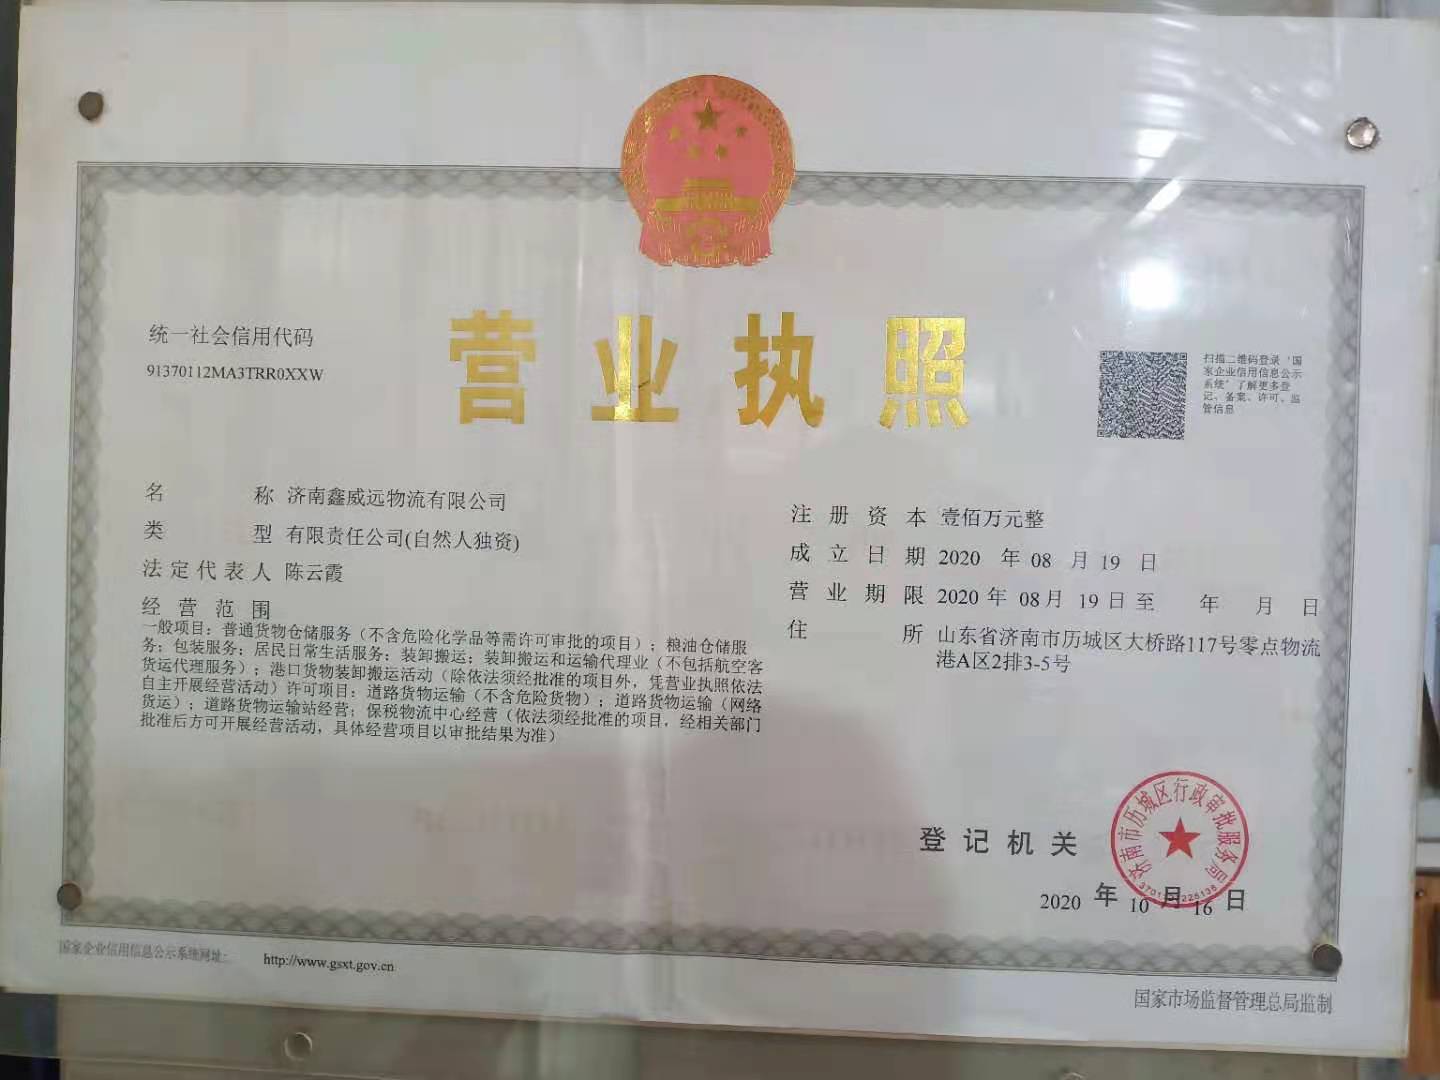 统一社会信用代码
91370112MA3TRR0XXW
营业执照
扫描二维码登录‘国
家企业信用信息公示
系统’了解更多登
记、备案、许可、监
管信息
名称 济南鑫威远物流有限公司
类型 有限责任公司(自然人独资)
法定代表人 陈云霞
经营范围
一般项目：普通货物仓储服务（不含危险化学品等需许可审批的项目）；粮油仓储服
务；包装服务；居民日常生活服务；装卸搬运；装卸搬运和运输代理业（不包括航空客
货运代理服务）；港口货物装卸搬运活动（除依法须经批准的项目外，凭营业执照依法
自主开展经营活动）许可项目：道路货物运输（不含危险货物）；道路货物运输（网络
货运）；道路货物运输站经营；保税物流中心经营（依法须经批准的项目，经相关部门
批准后方可开展经营活动，具体经营项目以审批结果为准）
注册资本 壹佰万元整
成立日期 2020 年 08 月 19 日
营业期限 2020 年 08 月 19 日至 年 月 日
住所 山东省济南市历城区大桥路117号零点物流
港A区2排3-5号
登记机关
济南市历城区行政审批服务局
2020 年 10 月 16 日
国家企业信用信息公示系统网址：
http://www.gsxt.gov.cn
国家市场监督管理总局监制